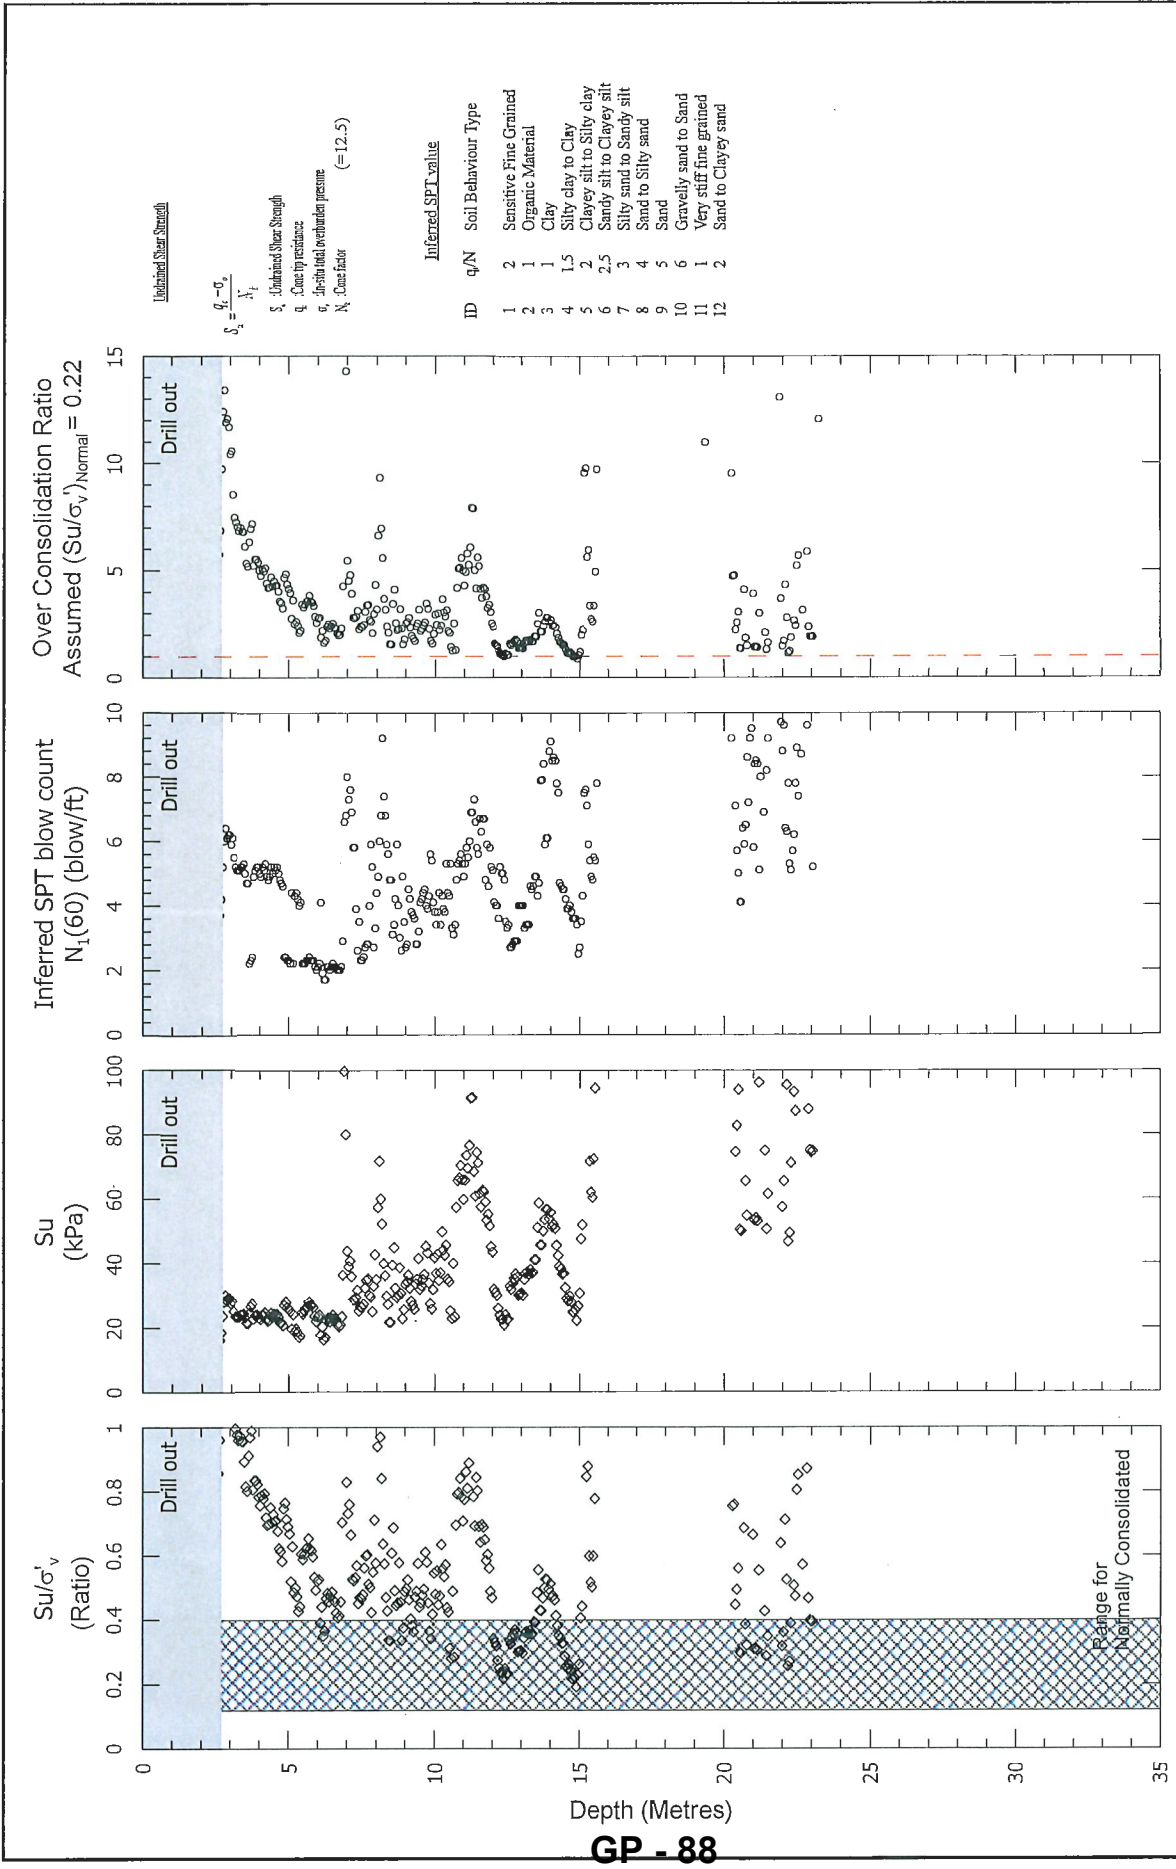 Su/σ'v
(Ratio)
Su
(kPa)
Inferred SPT blow count
N1(60) (blow/ft)
Over Consolidation Ratio
Assumed (Su/σv')Normal = 0.22
0 0.2 0.4 0.6 0.8 1
0 20 40 60 80 100
0 2 4 6 8 10
0 5 10 15
Drill out
Drill out
Drill out
Drill out
0
5
10
15
20
25
30
35
Depth (Metres)
Range for
Normally Consolidated
Undrained Shear Strength
Su :Undrained Shear Strength
:Cone tip resistance
:In-situ total overburden pressure
:Cone factor (=12.5)
Inferred SPT value
ID qc/N Soil Behaviour Type
1 2 Sensitive Fine Grained
2 1 Organic Material
3 1 Clay
4 1.5 Silty clay to Clay
5 2 Clayey silt to Silty clay
6 2.5 Sandy silt to Clayey silt
7 3 Silty sand to Sandy silt
8 4 Sand to Silty sand
9 5 Sand
10 6 Gravelly sand to Sand
11 1 Very stiff fine grained
12 2 Sand to Clayey sand
GP - 88